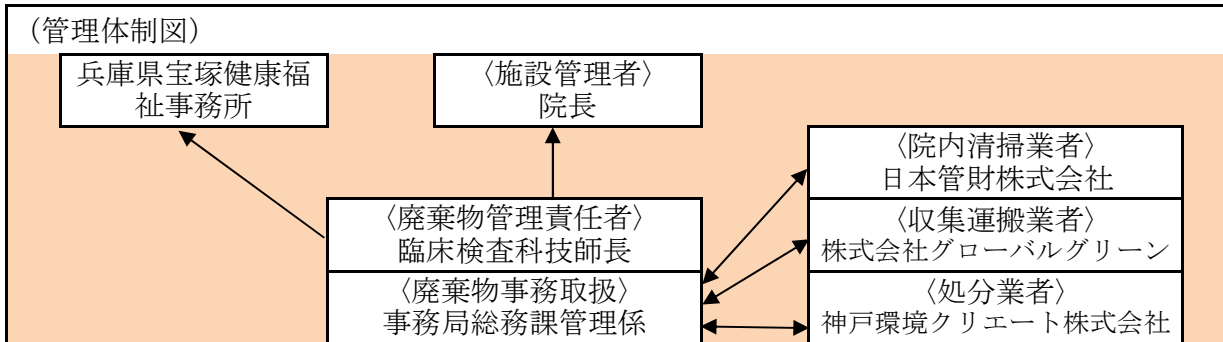 （管理体制図）
兵庫県宝塚健康福
祉事務所
〈施設管理者〉
院長
〈院内清掃業者〉
日本管財株式会社
〈廃棄物管理責任者〉
臨床検査科技師長
〈収集運搬業者〉
株式会社グローバルグリーン
〈廃棄物事務取扱〉
事務局総務課管理係
〈処分業者〉
神戸環境クリエート株式会社